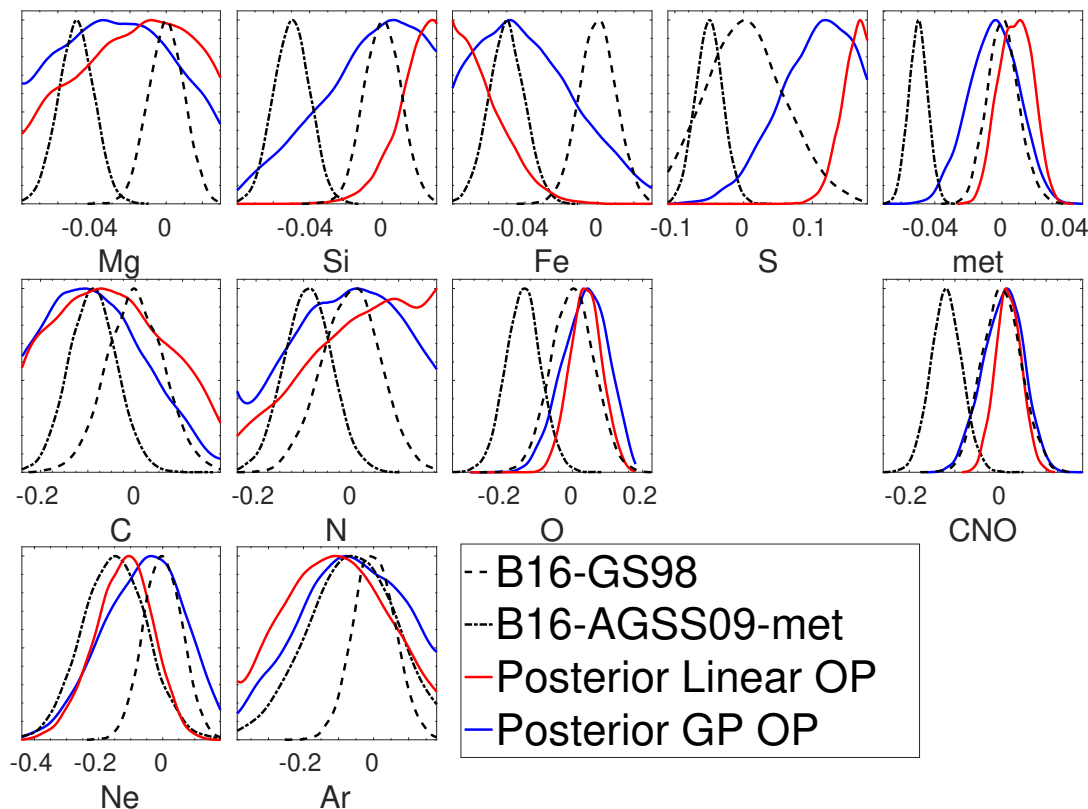 -0.04 0 -0.04 0 -0.04 0 -0.1 0 0.1 -0.04 0 0.04
Mg Si Fe S met
-0.2 0 -0.2 0 -0.2 0 0.2 -0.2 0
C N O CNO
B16-GS98
B16-AGSS09-met
Posterior Linear OP
Posterior GP OP
-0.4 -0.2 0 -0.2 0
Ne Ar